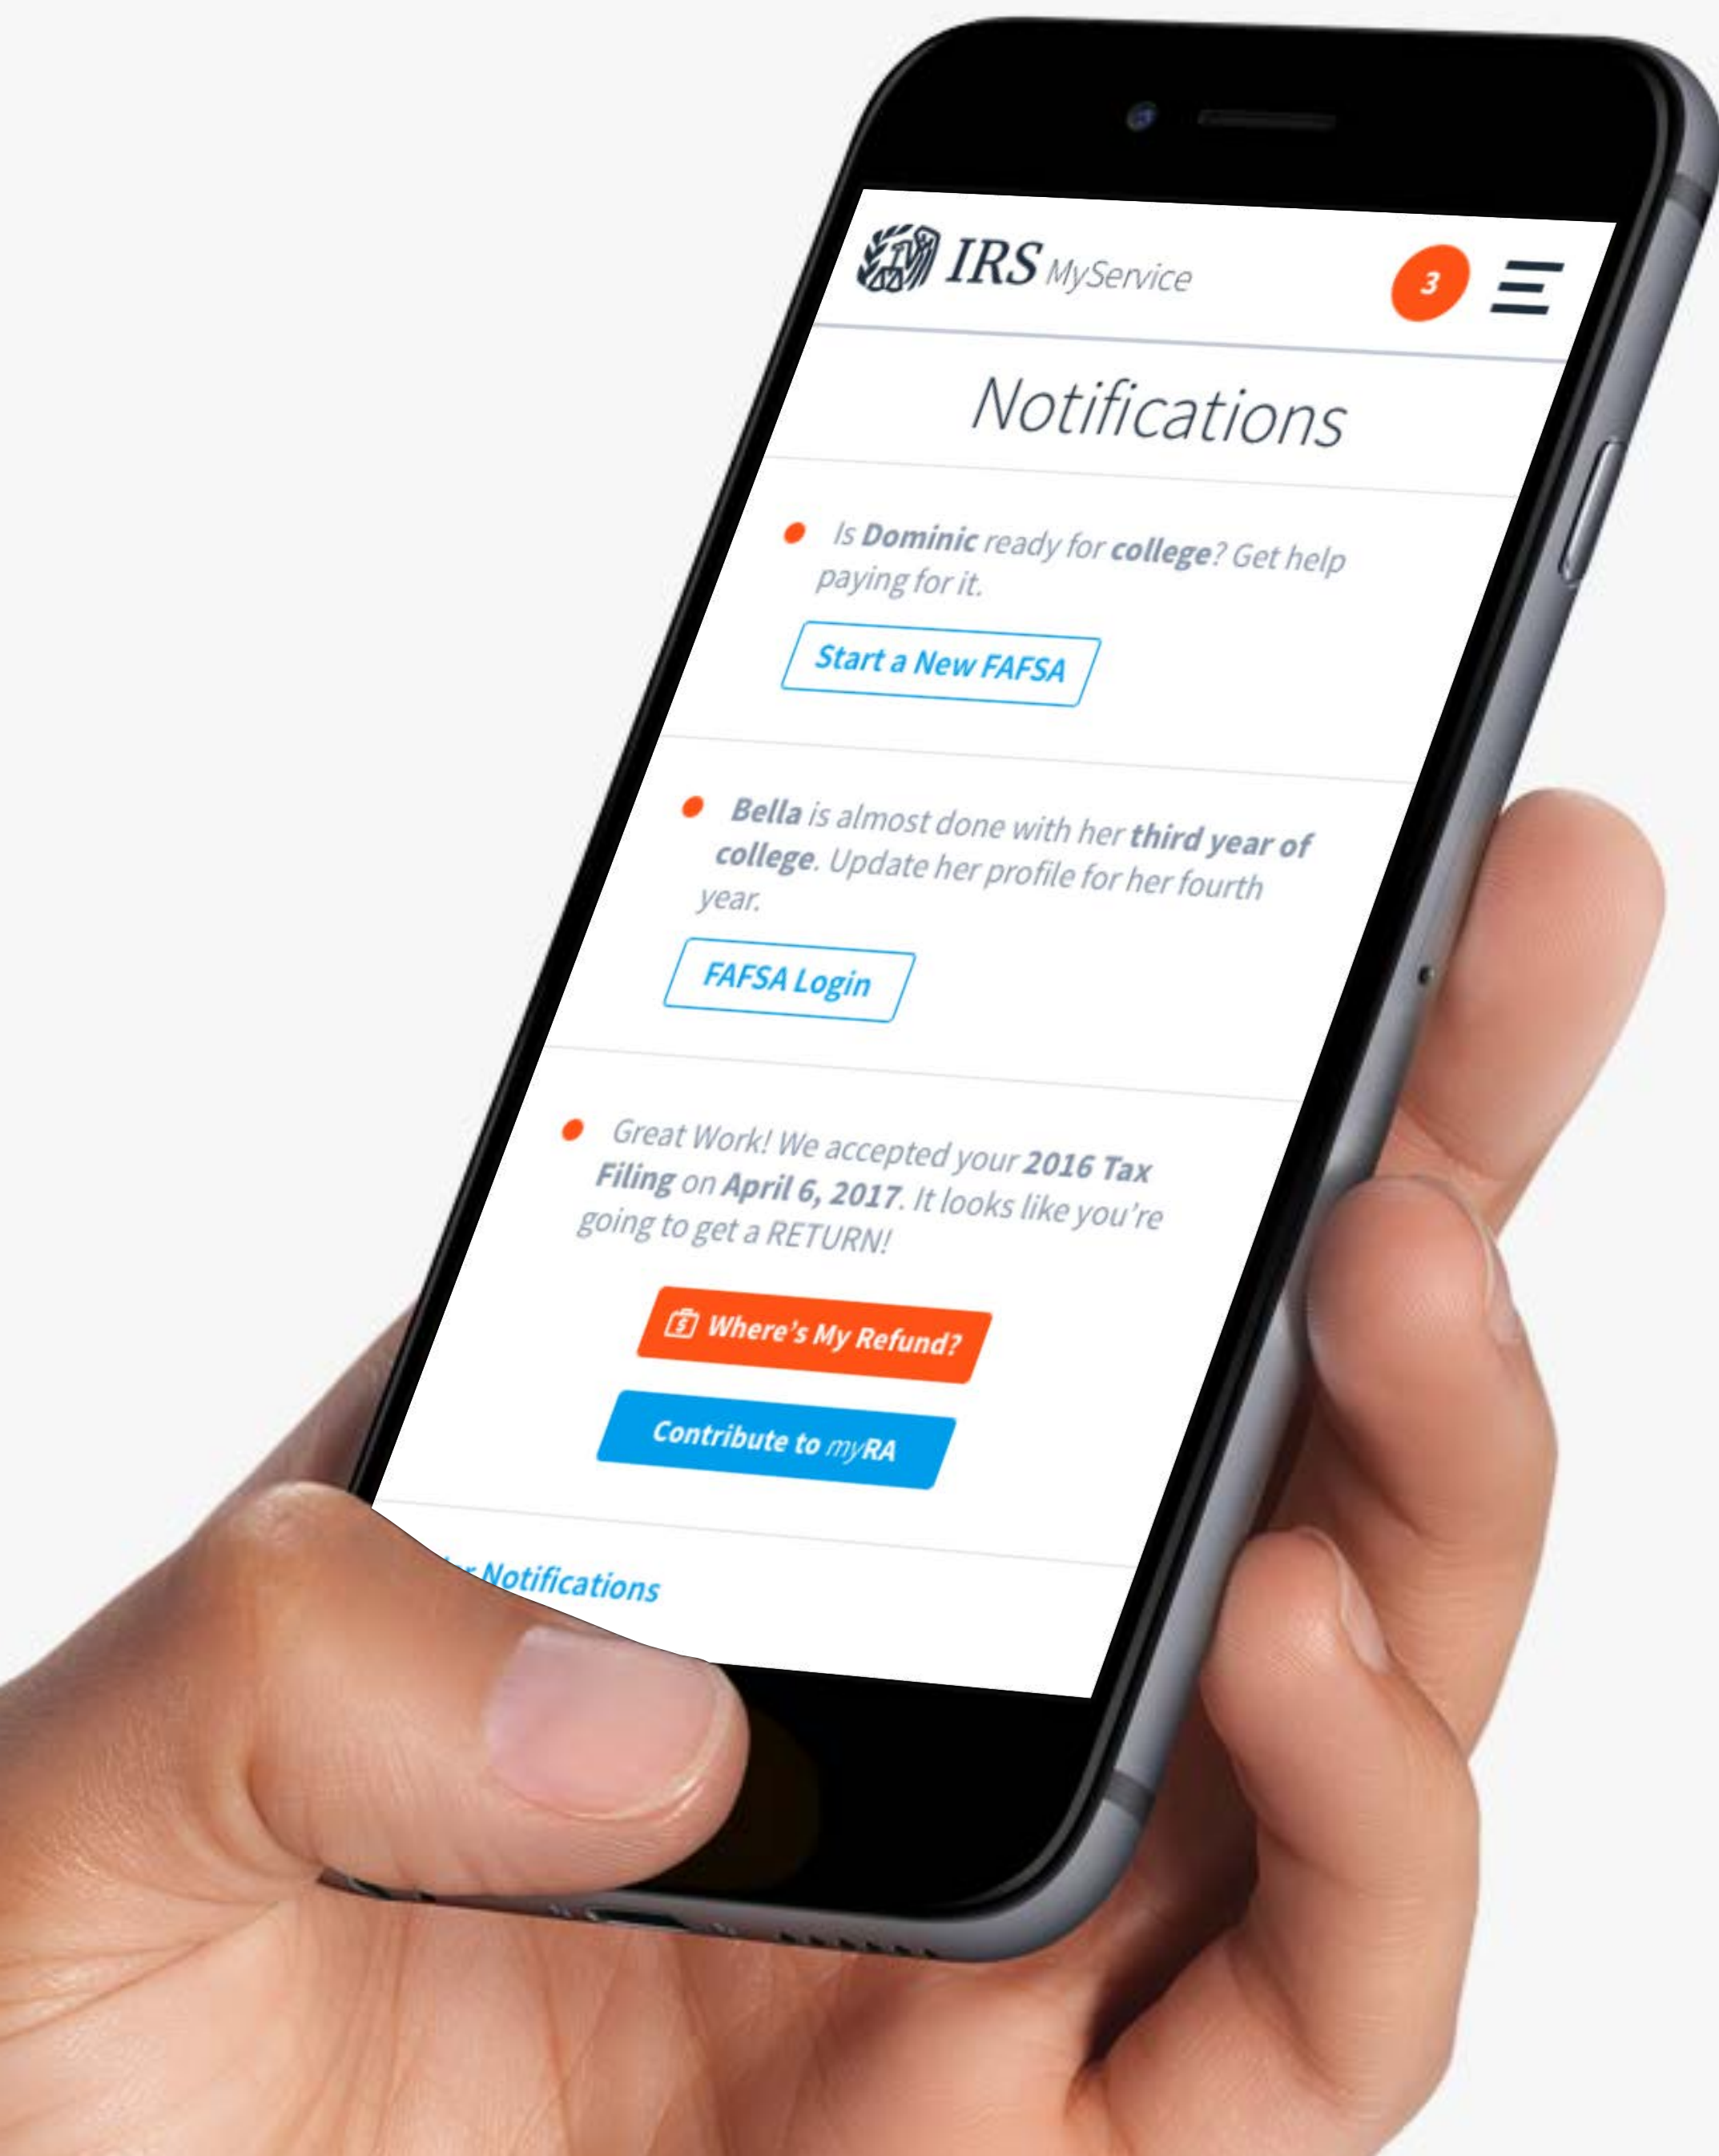 IRS MyService
3
Notifications
Is Dominic ready for college? Get help
paying for it.
Start a New FAFSA
Bella is almost done with her third year of
college. Update her profile for her fourth
year.
FAFSA Login
Great Work! We accepted your 2016 Tax
Filing on April 6, 2017. It looks like you're
going to get a RETURN!
$ Where's My Refund?
Contribute to myRA
Notifications